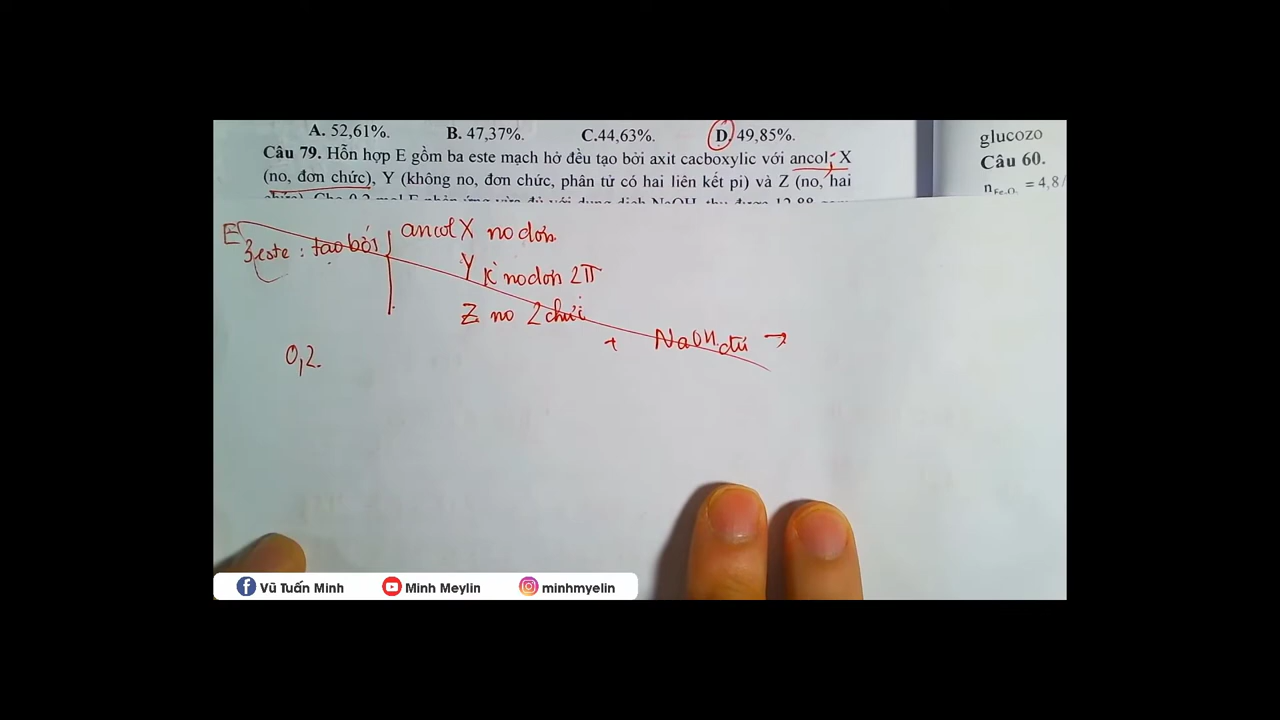 A. 52,61%. B. 47,37%. C.44,63%. D. 49,85%.
Câu 79. Hỗn hợp E gồm ba este mạch hở đều tạo bởi axit cacboxylic với ancol; X
(no, đơn chức), Y (không no, đơn chức, phân tử có hai liên kết pi) và Z (no, hai
glucozo
Câu 60.
n = 4,8/
E
3 este : tạo bởi
ancol X no đơn
Y k no đơn 2π
Z no 2 chức
+ NaOH đủ →
0,2.
Vũ Tuấn Minh
Minh Meylin
minhmyelin